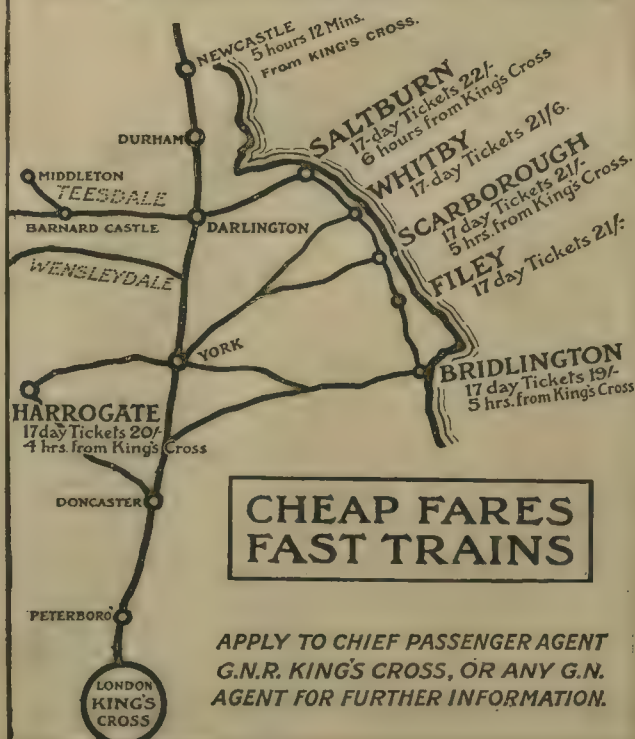 NEWCASTLE
5 hours 12 Mins.
From KING'S CROSS.
DURHAM
SALTBURN
17-day Tickets 22/-
6 hours from King's Cross
MIDDLETON
TEESDALE
BARNARD CASTLE
DARLINGTON
WHITBY
17-day Tickets 21/6.
SCARBOROUGH
17 day Tickets 21/-
5 hrs. from King's Cross.
WENSLEYDALE
FILEY
17 day Tickets 21/-
YORK
BRIDLINGTON
17 day Tickets 19/-
5 hrs. from King's Cross
HARROGATE
17 day Tickets 20/-
4 hrs. from King's Cross
DONCASTER
CHEAP FARES
FAST TRAINS
PETERBORO'
LONDON
KING'S
CROSS
APPLY TO CHIEF PASSENGER AGENT
G.N.R. KING'S CROSS, OR ANY G.N.
AGENT FOR FURTHER INFORMATION.